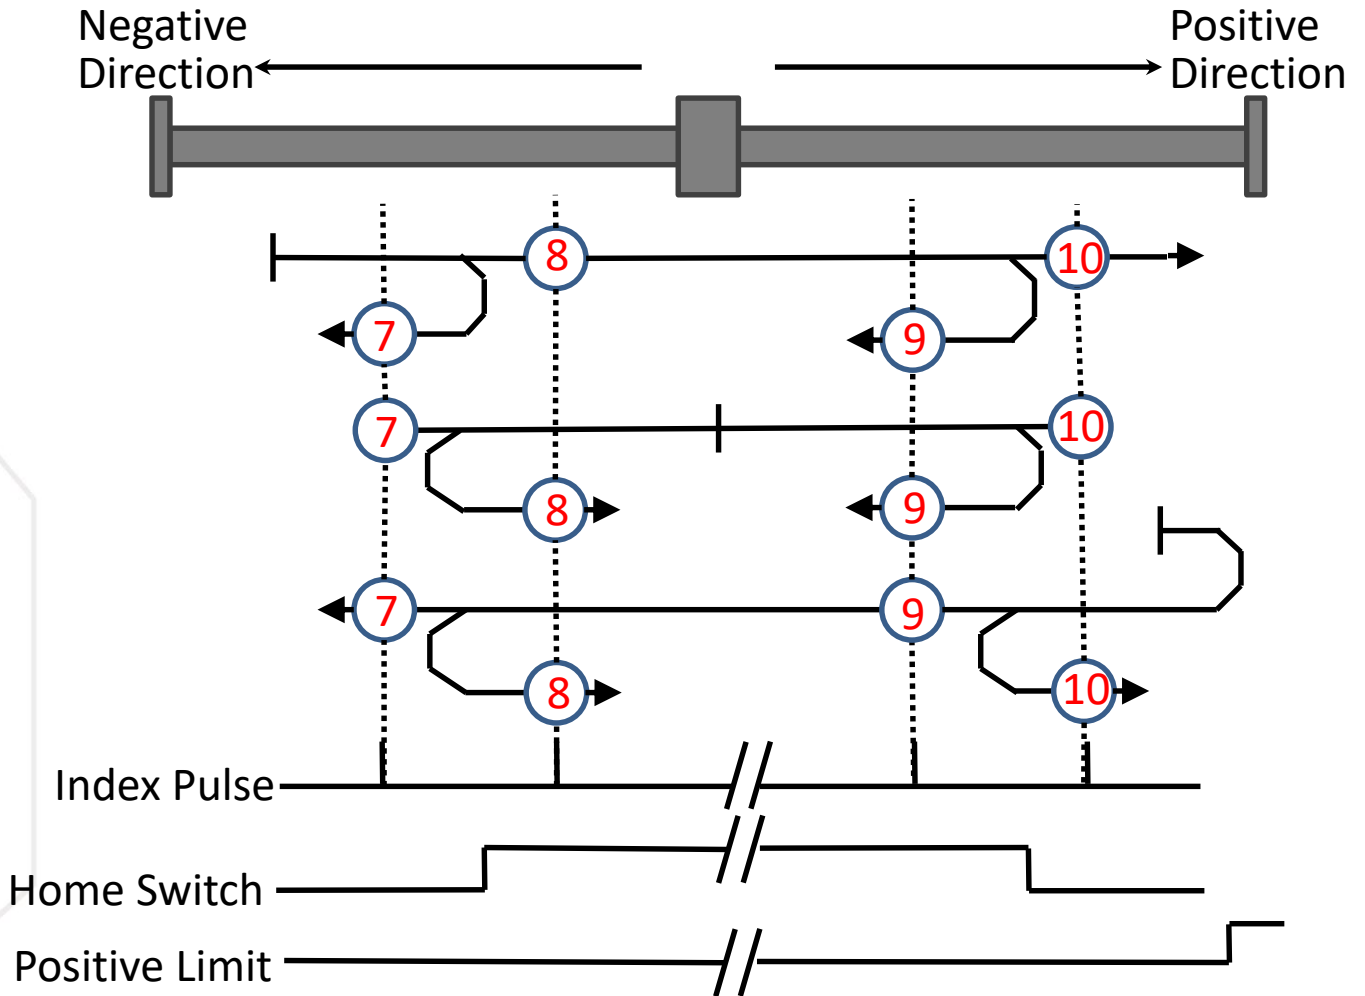 Negative
Direction
Positive
Direction
8
10
7
9
7
10
8
9
7
9
8
10
Index Pulse
Home Switch
Positive Limit